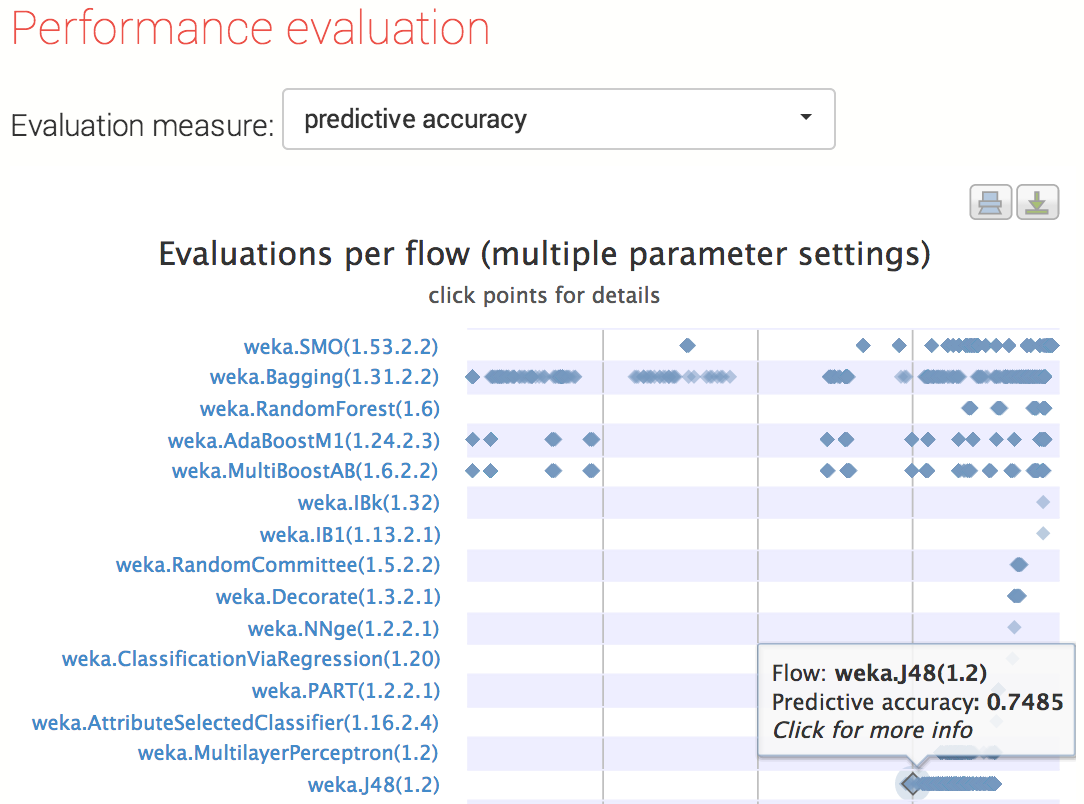 Performance evaluation
Evaluation measure: predictive accuracy
Evaluations per flow (multiple parameter settings)
click points for details
weka.SMO(1.53.2.2)
weka.Bagging(1.31.2.2)
weka.RandomForest(1.6)
weka.AdaBoostM1(1.24.2.3)
weka.MultiBoostAB(1.6.2.2)
weka.IBk(1.32)
weka.IB1(1.13.2.1)
weka.RandomCommittee(1.5.2.2)
weka.Decorate(1.3.2.1)
weka.NNge(1.2.2.1)
weka.ClassificationViaRegression(1.20)
weka.PART(1.2.2.1)
weka.AttributeSelectedClassifier(1.16.2.4)
weka.MultilayerPerceptron(1.2)
weka.J48(1.2)
Flow: weka.J48(1.2)
Predictive accuracy: 0.7485
Click for more info